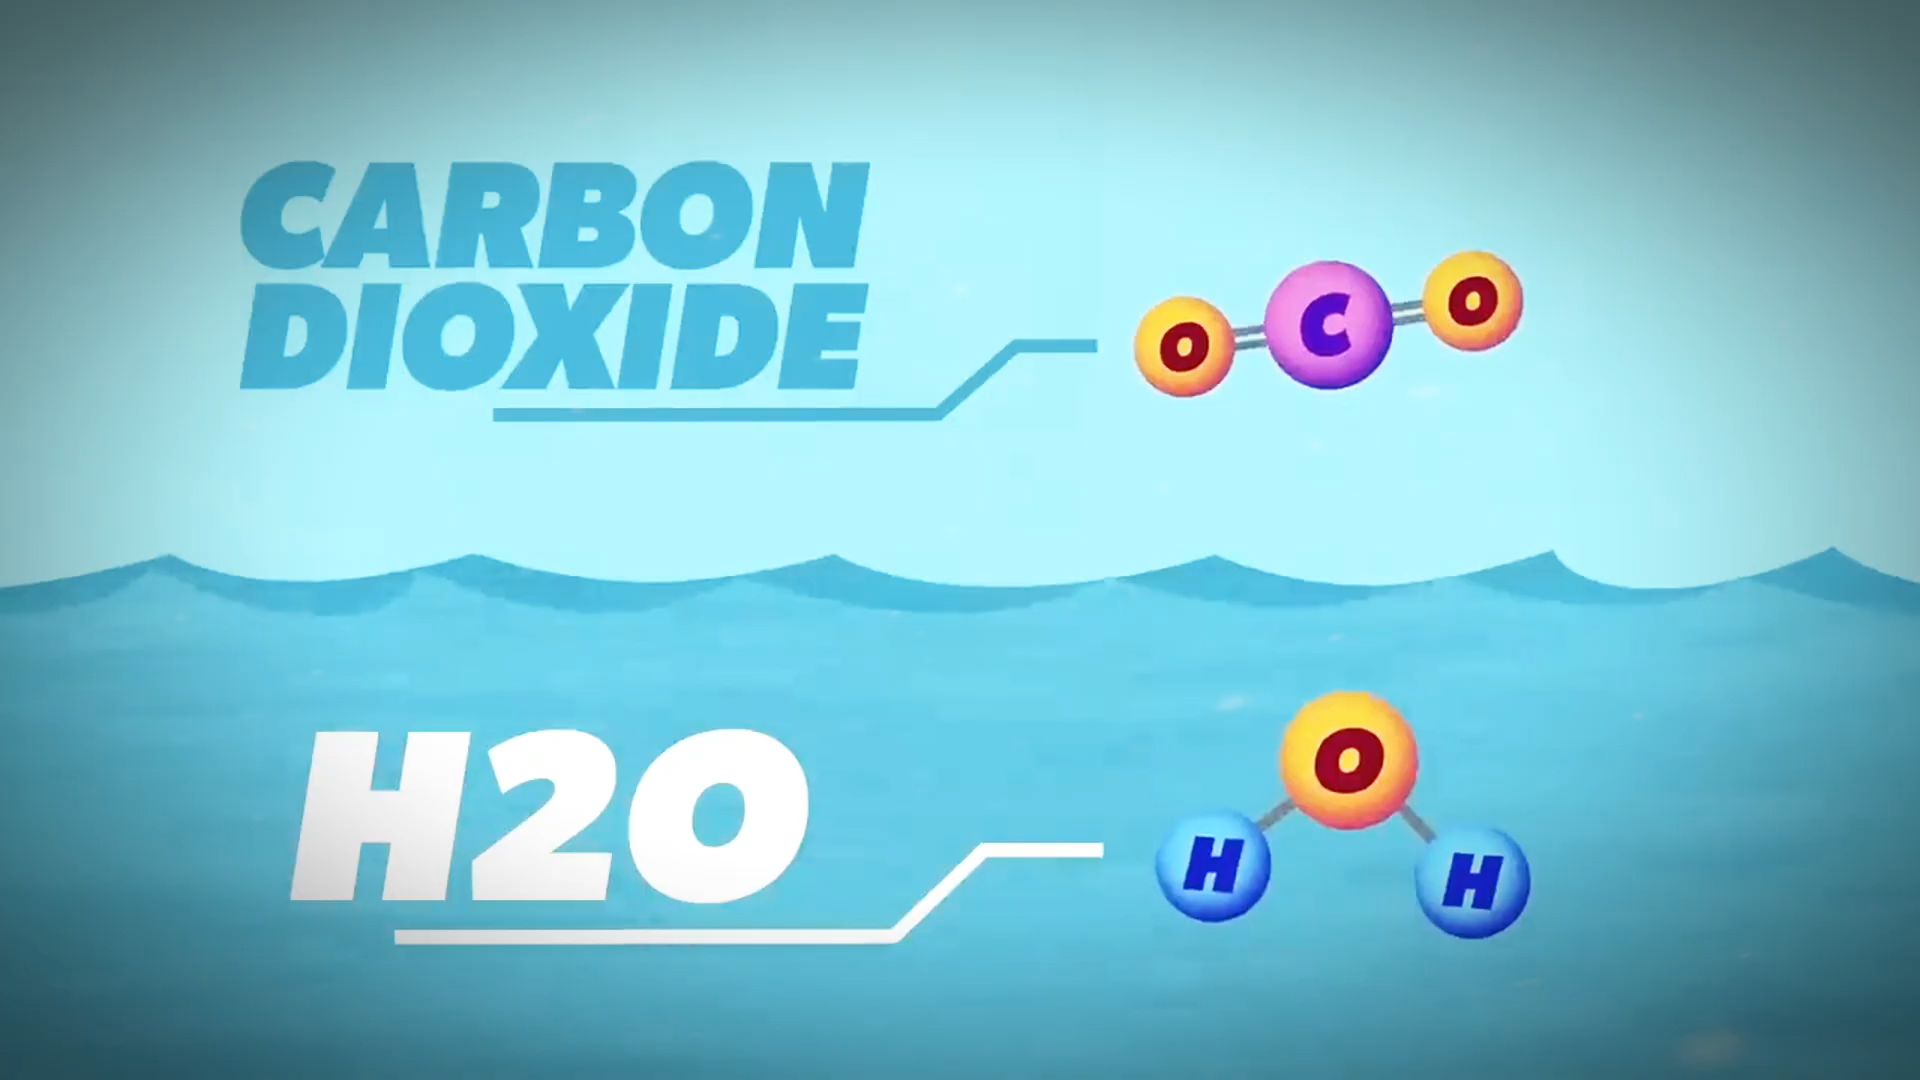 CARBON
DIOXIDE
O C O
H2O
O
H H